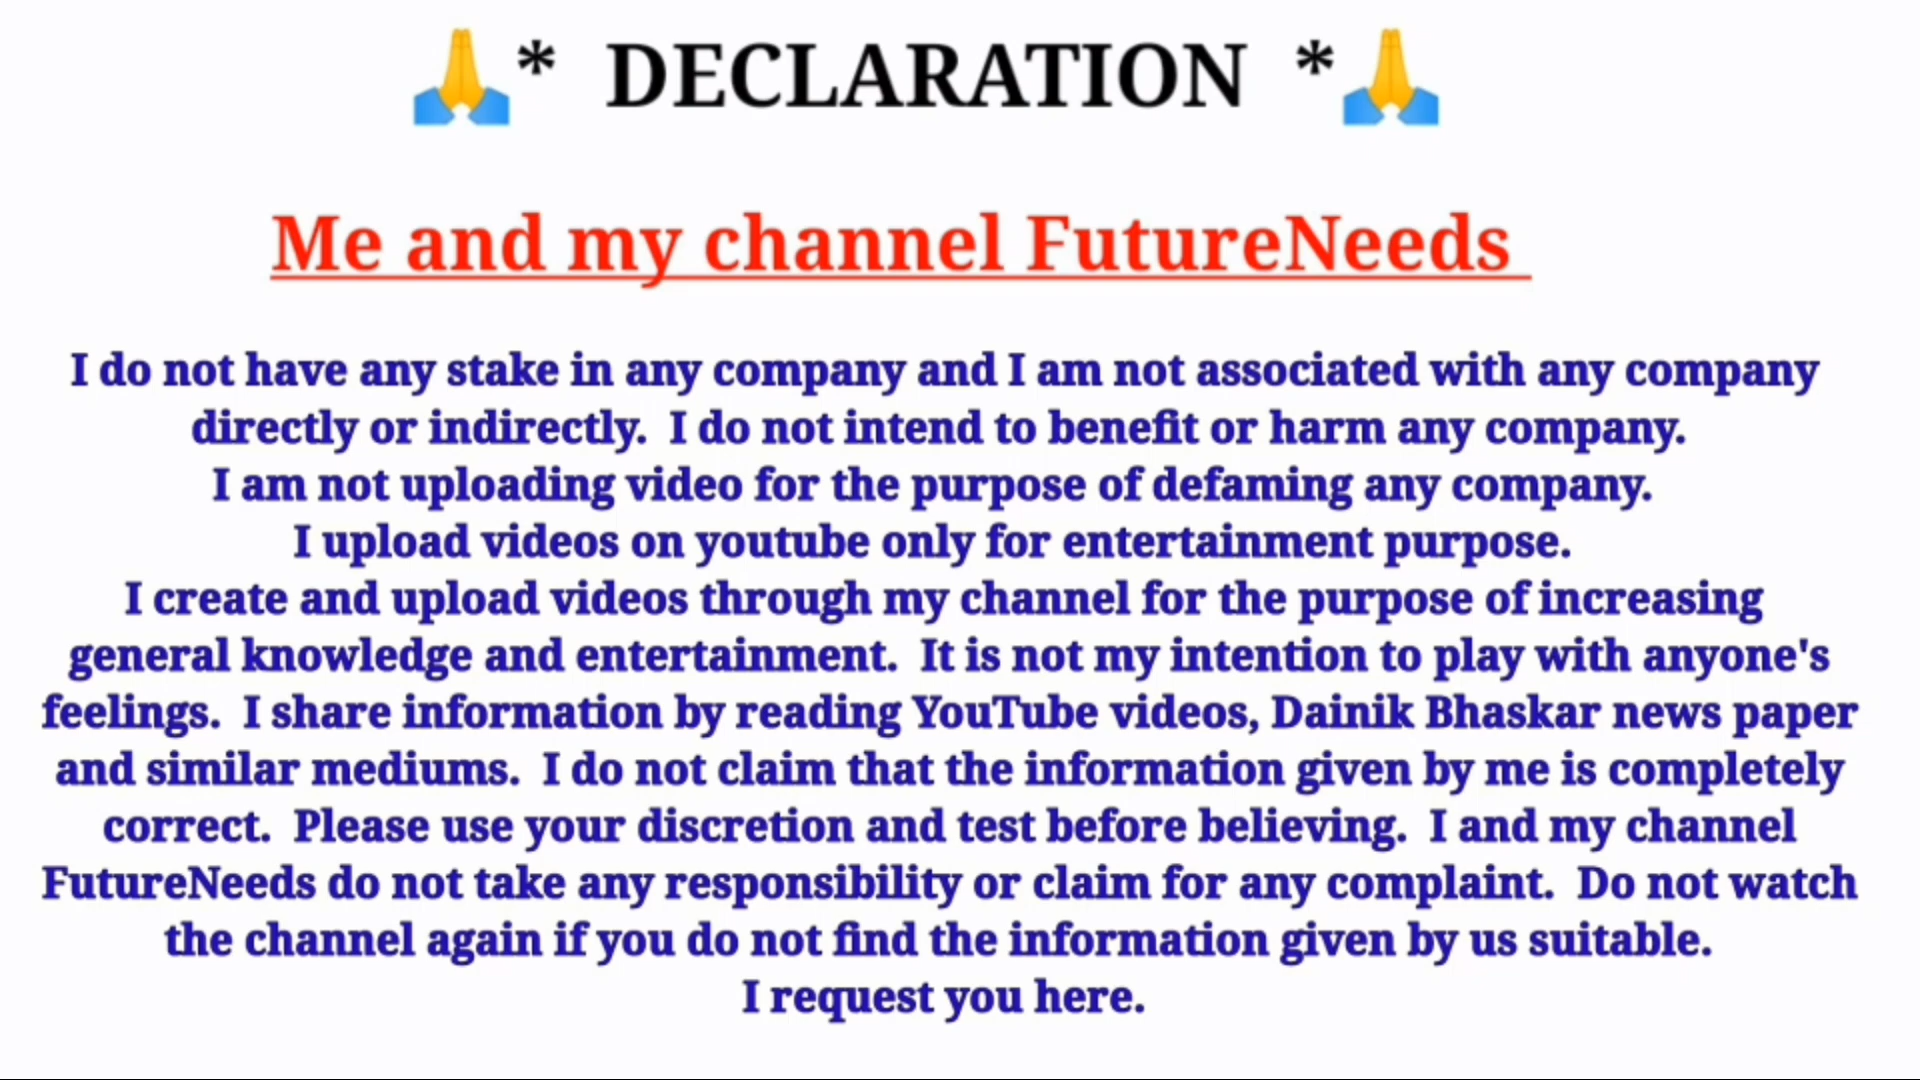 🙏* DECLARATION *🙏
Me and my channel FutureNeeds
I do not have any stake in any company and I am not associated with any company
directly or indirectly. I do not intend to benefit or harm any company.
I am not uploading video for the purpose of defaming any company.
I upload videos on youtube only for entertainment purpose.
I create and upload videos through my channel for the purpose of increasing
general knowledge and entertainment. It is not my intention to play with anyone's
feelings. I share information by reading YouTube videos, Dainik Bhaskar news paper
and similar mediums. I do not claim that the information given by me is completely
correct. Please use your discretion and test before believing. I and my channel
FutureNeeds do not take any responsibility or claim for any complaint. Do not watch
the channel again if you do not find the information given by us suitable.
I request you here.